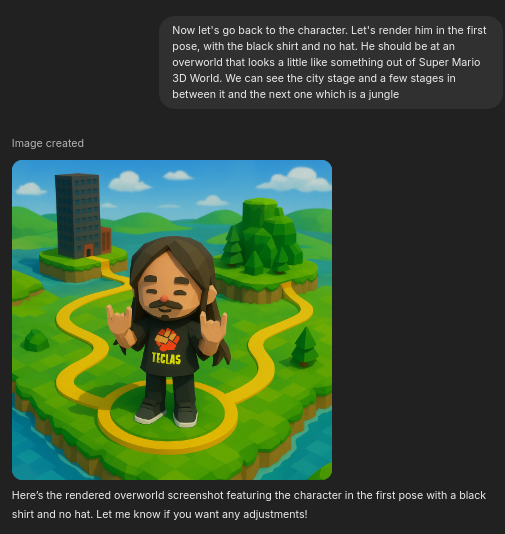 Now let's go back to the character. Let's render him in the first
pose, with the black shirt and no hat. He should be at an
overworld that looks a little like something out of Super Mario
3D World. We can see the city stage and a few stages in
between it and the next one which is a jungle
Image created
TECLAS
Here's the rendered overworld screenshot featuring the character in the first pose with a black
shirt and no hat. Let me know if you want any adjustments!